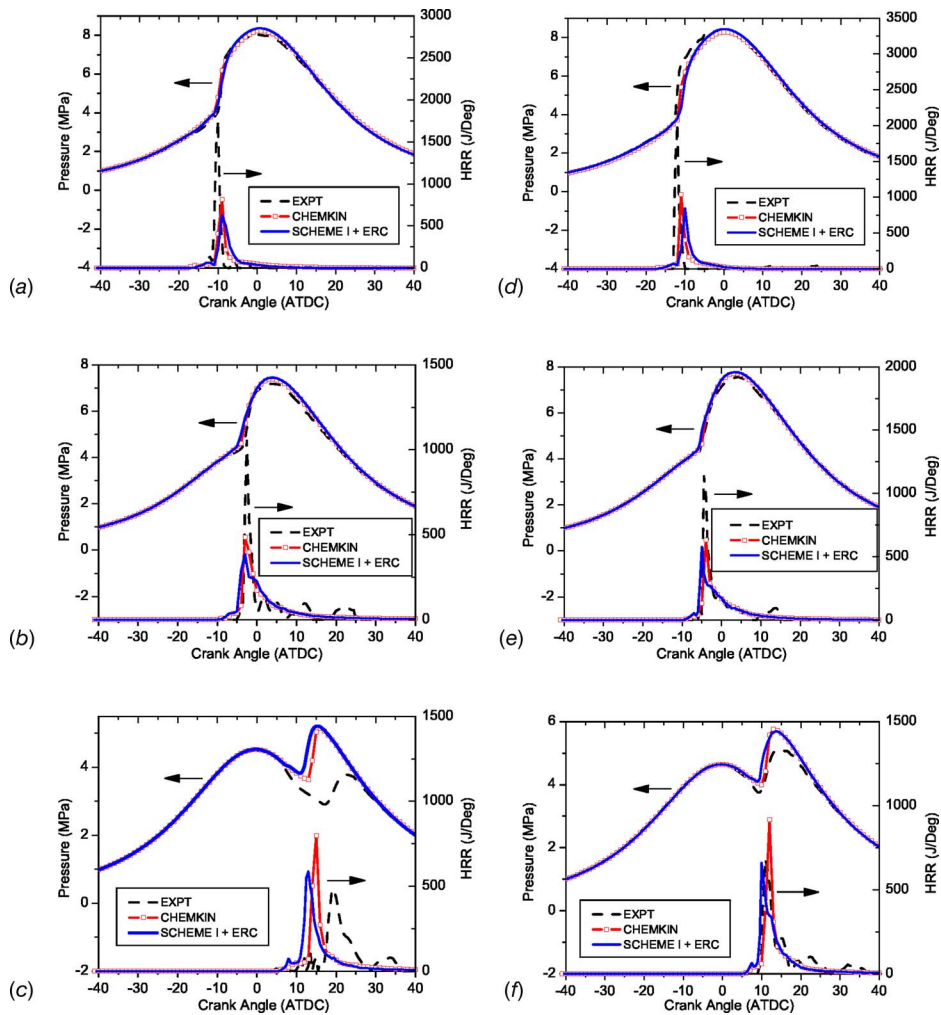 Pressure (MPa)
8
6
4
2
0
-2
-4
3000
2500
2000
1500
1000
500
0
HRR (J/Deg)
EXPT
CHEMKIN
SCHEME I + ERC
-40 -30 -20 -10 0 10 20 30 40
Crank Angle (ATDC)
(a)
Pressure (MPa)
8
6
4
2
0
-2
-4
3500
3000
2500
2000
1500
1000
500
0
HRR (J/Deg)
EXPT
CHEMKIN
SCHEME I + ERC
-40 -30 -20 -10 0 10 20 30 40
Crank Angle (ATDC)
(d)
Pressure (MPa)
8
6
4
2
0
-2
1500
1000
500
0
HRR (J/Deg)
EXPT
CHEMKIN
SCHEME I + ERC
-40 -30 -20 -10 0 10 20 30 40
Crank Angle (ATDC)
(b)
Pressure (MPa)
8
6
4
2
0
-2
2000
1500
1000
500
0
HRR (J/Deg)
EXPT
CHEMKIN
SCHEME I + ERC
-40 -30 -20 -10 0 10 20 30 40
Crank Angle (ATDC)
(e)
Pressure (MPa)
4
2
0
-2
1500
1000
500
0
HRR (J/Deg)
EXPT
CHEMKIN
SCHEME I + ERC
-40 -30 -20 -10 0 10 20 30 40
Crank Angle (ATDC)
(c)
Pressure (MPa)
6
4
2
0
-2
1500
1000
500
0
HRR (J/Deg)
EXPT
CHEMKIN
SCHEME I + ERC
-40 -30 -20 -10 0 10 20 30 40
Crank Angle (ATDC)
(f)